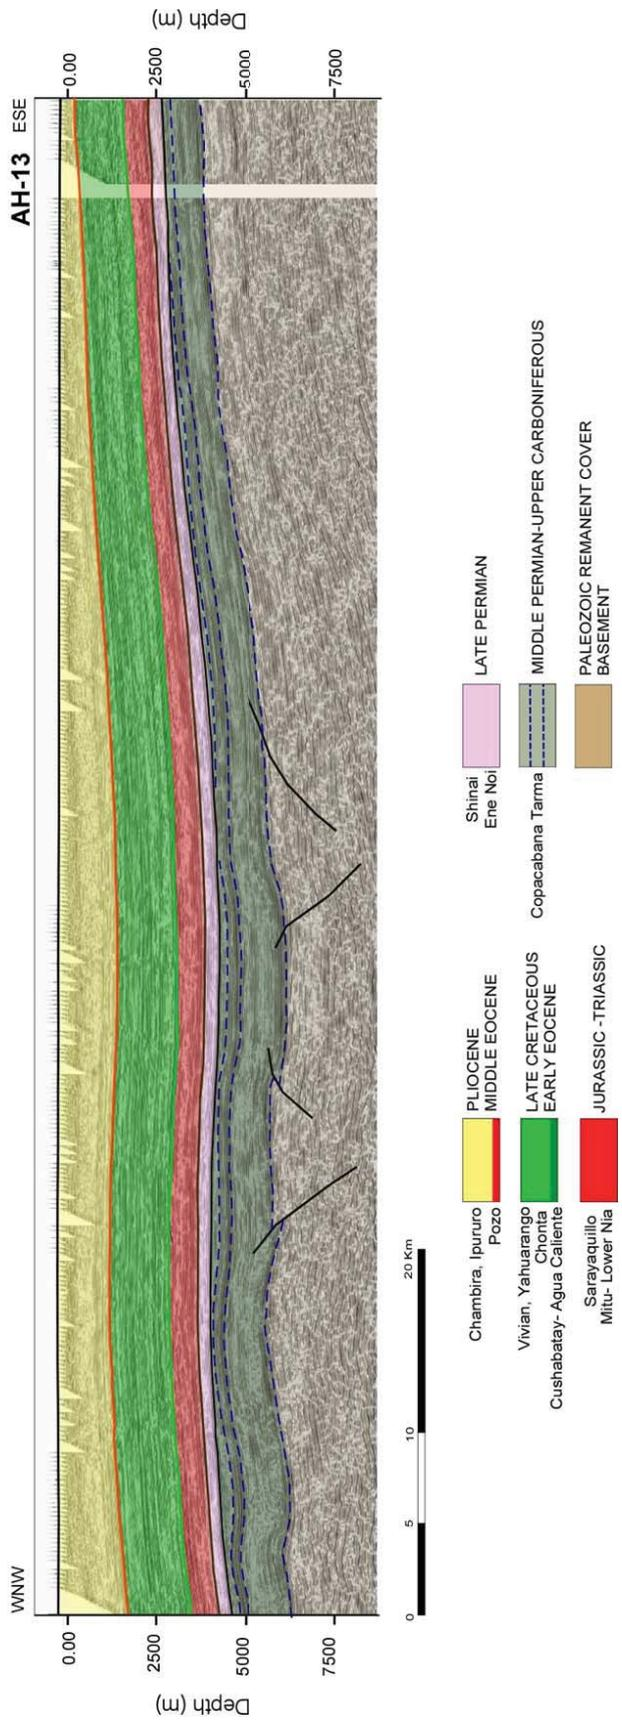 WNW
AH-13
ESE
Depth (m)
0.00
2500
5000
7500
Depth (m)
0.00
2500
5000
7500
0
5
10
20 Km
Chambira, Ipururo
Pozo
PLIOCENE
MIDDLE EOCENE
Vivian, Yahuarango
Chonta
Cushabatay- Agua Caliente
LATE CRETACEOUS
EARLY EOCENE
Sarayaquillo
Mitu- Lower Nia
JURASSIC -TRIASSIC
Shinai
Ene Noi
LATE PERMIAN
Copacabana Tarma
MIDDLE PERMIAN-UPPER CARBONIFEROUS
PALEOZOIC REMANENT COVER
BASEMENT